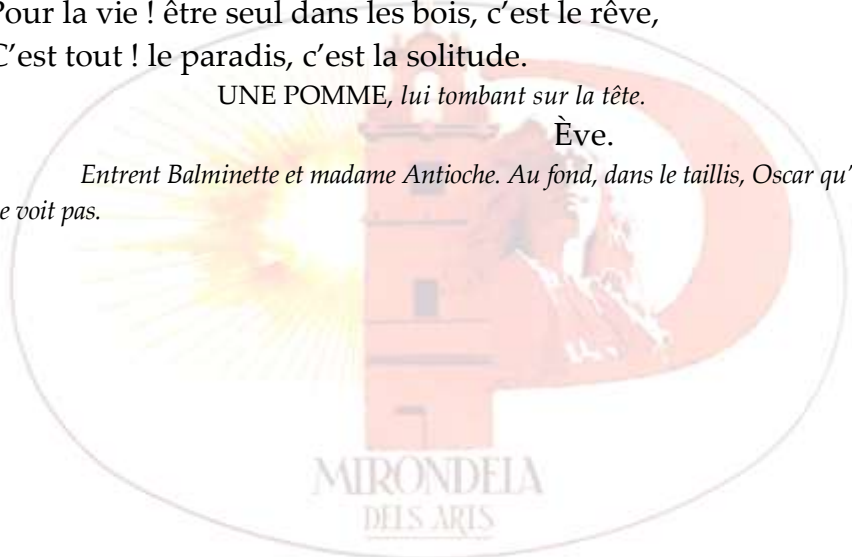 Pour la vie ! être seul dans les bois, c’est le rêve,
C’est tout ! le paradis, c’est la solitude.
UNE POMME, lui tombant sur la tête.
Ève.
Entrent Balminette et madame Antioche. Au fond, dans le taillis, Oscar qu’
voit pas.
MIRONDELA
DELS ARTS